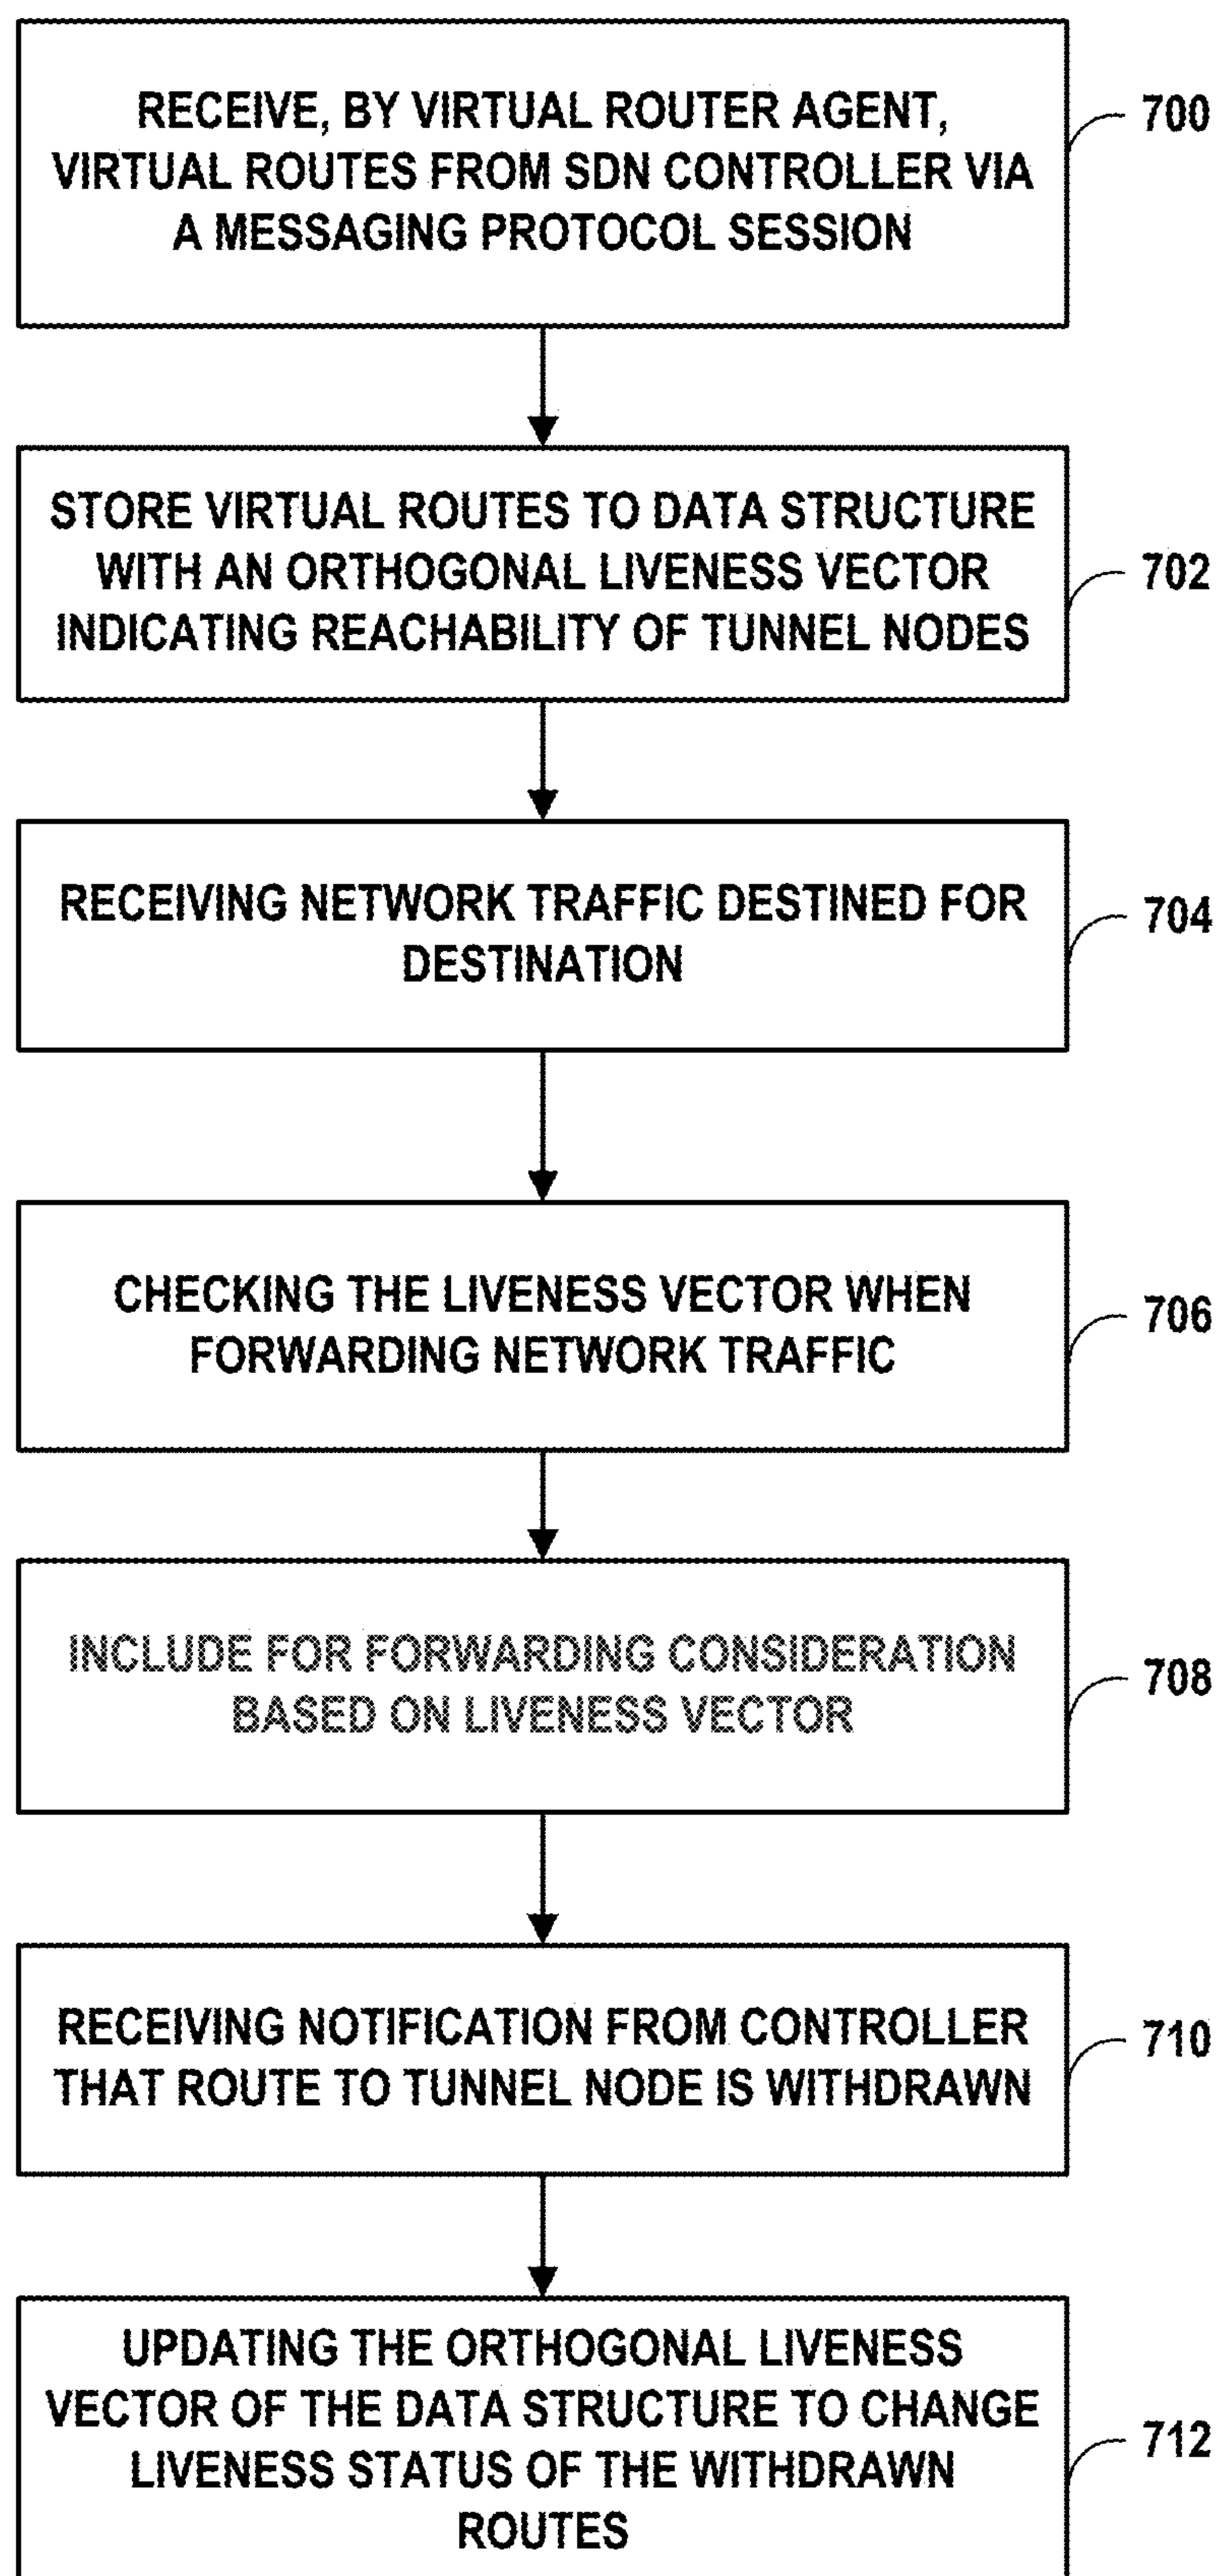 RECEIVE, BY VIRTUAL ROUTER AGENT,
VIRTUAL ROUTES FROM SDN CONTROLLER VIA
A MESSAGING PROTOCOL SESSION
700
STORE VIRTUAL ROUTES TO DATA STRUCTURE
WITH AN ORTHOGONAL LIVENESS VECTOR
INDICATING REACHABILITY OF TUNNEL NODES
702
RECEIVING NETWORK TRAFFIC DESTINED FOR
DESTINATION
704
CHECKING THE LIVENESS VECTOR WHEN
FORWARDING NETWORK TRAFFIC
706
INCLUDE FOR FORWARDING CONSIDERATION
BASED ON LIVENESS VECTOR
708
RECEIVING NOTIFICATION FROM CONTROLLER
THAT ROUTE TO TUNNEL NODE IS WITHDRAWN
710
UPDATING THE ORTHOGONAL LIVENESS
VECTOR OF THE DATA STRUCTURE TO CHANGE
LIVENESS STATUS OF THE WITHDRAWN
ROUTES
712